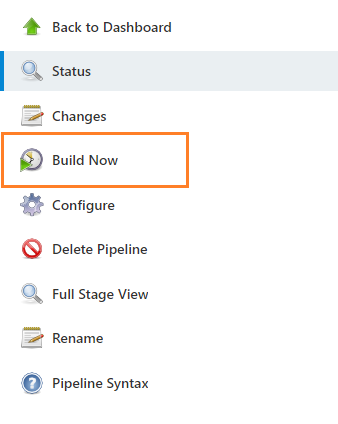 Back to Dashboard
Status
Changes
Build Now
Configure
Delete Pipeline
Full Stage View
Rename
Pipeline Syntax